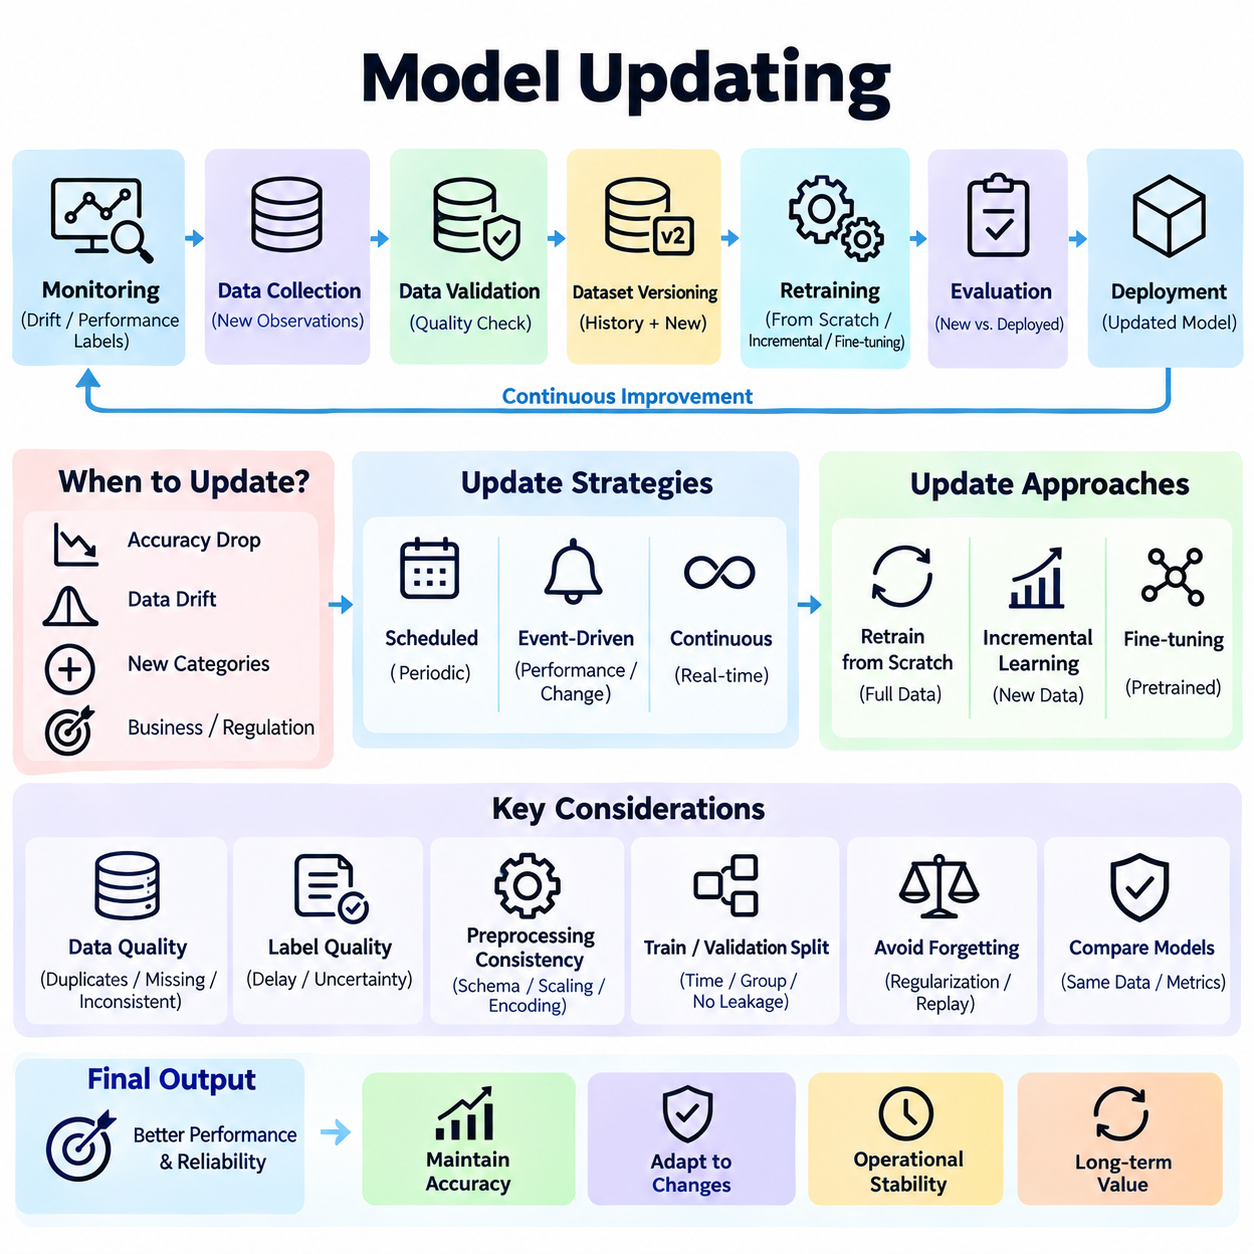 Model Updating
Monitoring
(Drift / Performance
Labels)
Data Collection
(New Observations)
Data Validation
(Quality Check)
v2
Dataset Versioning
(History + New)
Retraining
(From Scratch /
Incremental / Fine-tuning)
Evaluation
(New vs. Deployed)
Deployment
(Updated Model)
Continuous Improvement
When to Update?
Accuracy Drop
Data Drift
New Categories
Business / Regulation
Update Strategies
Scheduled
(Periodic)
Event-Driven
(Performance /
Change)
Continuous
(Real-time)
Update Approaches
Retrain
from Scratch
(Full Data)
Incremental
Learning
(New Data)
Fine-tuning
(Pretrained)
Key Considerations
Data Quality
(Duplicates / Missing /
Inconsistent)
Label Quality
(Delay / Uncertainty)
Preprocessing
Consistency
(Schema / Scaling /
Encoding)
Train / Validation Split
(Time / Group /
No Leakage)
Avoid Forgetting
(Regularization /
Replay)
Compare Models
(Same Data / Metrics)
Final Output
Better Performance
& Reliability
Maintain
Accuracy
Adapt to
Changes
Operational
Stability
Long-term
Value